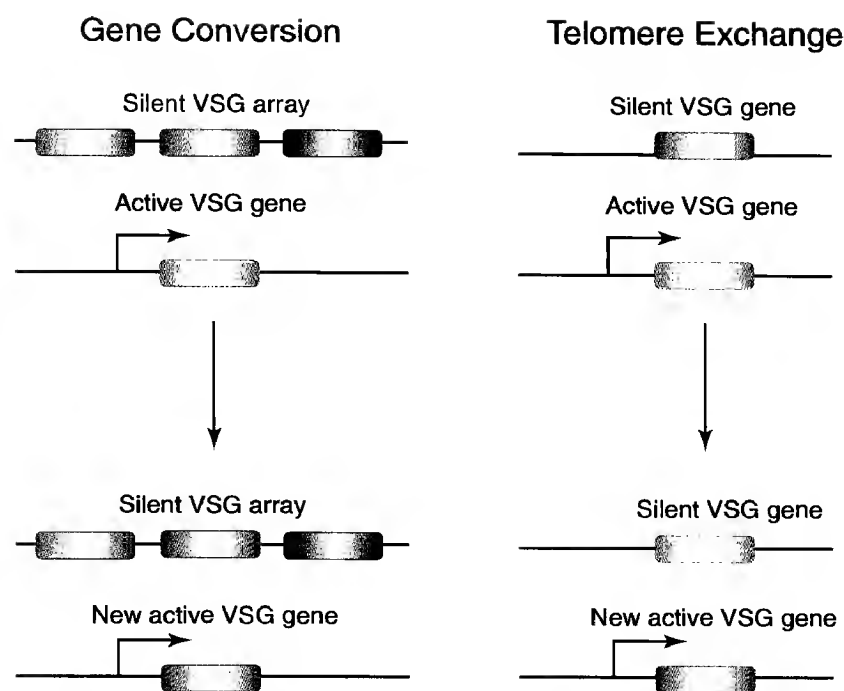 Gene Conversion
Silent VSG array
Active VSG gene
Silent VSG array
New active VSG gene
Telomere Exchange
Silent VSG gene
Active VSG gene
Silent VSG gene
New active VSG gene